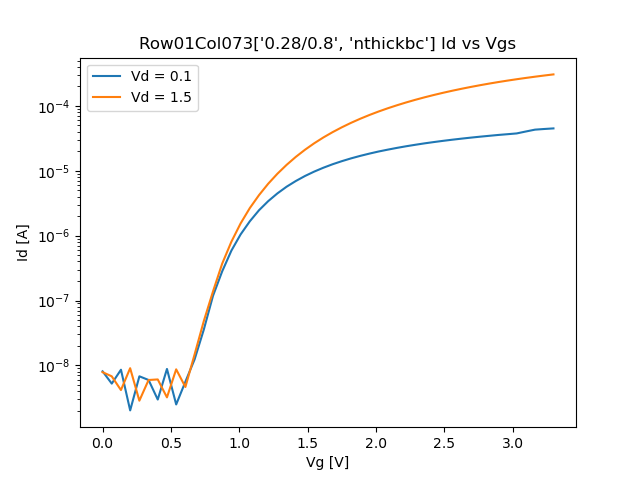 Row01Col073['0.28/0.8', 'nthickbc'] Id vs Vgs
Vd = 0.1
Vd = 1.5
10⁻⁴
10⁻⁵
10⁻⁶
10⁻⁷
10⁻⁸
Id [A]
0.0 0.5 1.0 1.5 2.0 2.5 3.0
Vg [V]